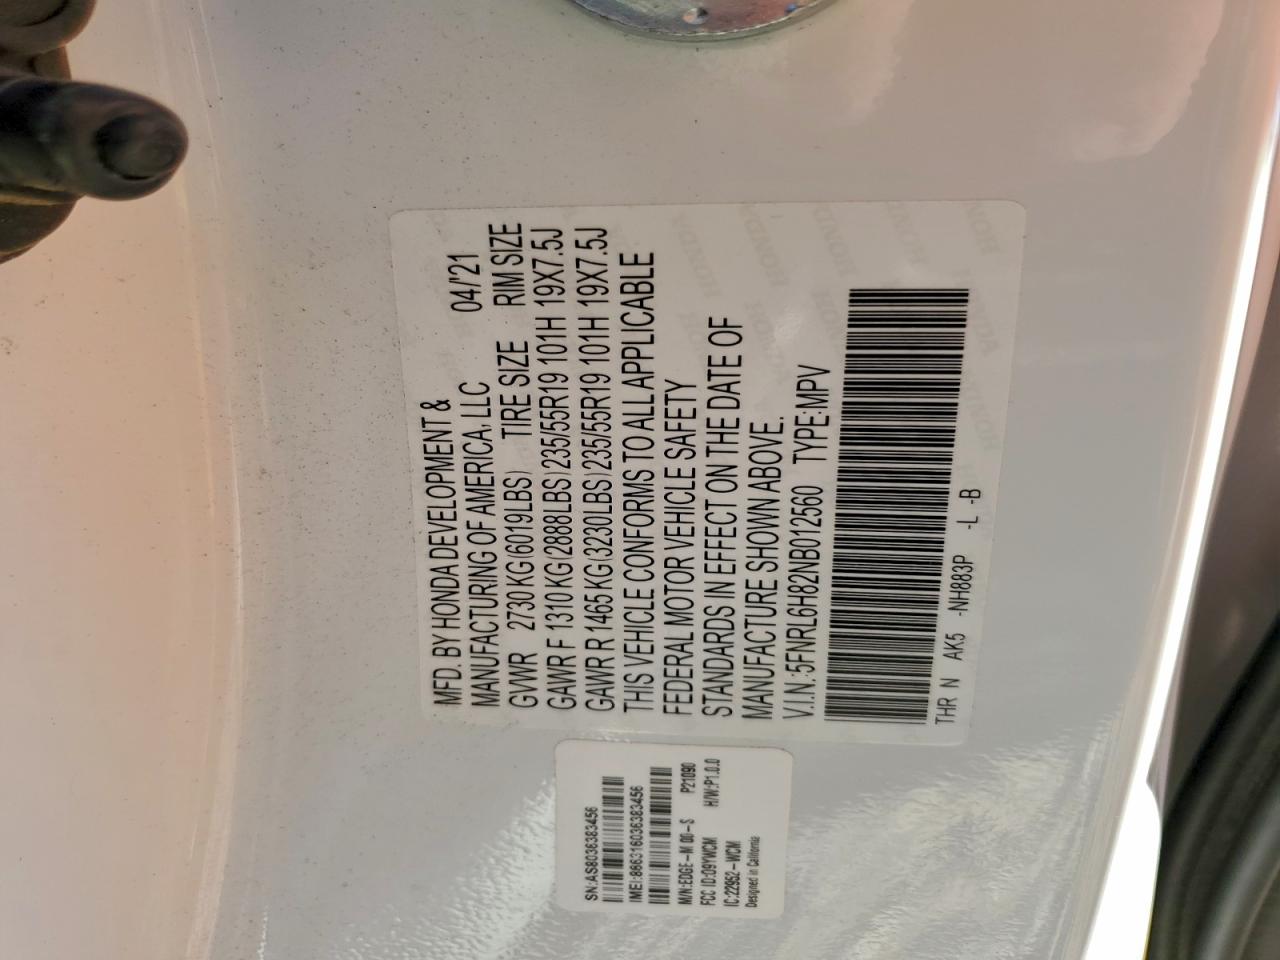 MFD. BY HONDA DEVELOPMENT &
MANUFACTURING OF AMERICA, LLC 04/'21
GVWR 2730 KG(6019LBS) TIRE SIZE RIM SIZE
GAWR F 1310 KG(2888LBS)235/55R19 101H 19X7.5J
GAWR R 1465 KG(3230LBS)235/55R19 101H 19X7.5J
THIS VEHICLE CONFORMS TO ALL APPLICABLE
FEDERAL MOTOR VEHICLE SAFETY
STANDARDS IN EFFECT ON THE DATE OF
MANUFACTURE SHOWN ABOVE.
V.I.N.:5FNRL6H82NB012560 TYPE:MPV
THR N AK5 -NH883P -L -B
SN:AS8036383456
IMEI:866316036383456
M/N:EDGE-M 00-S P21090
FCC ID:09YWCM H/W:P1.0.0
IC:22952-WCM
Designed in California